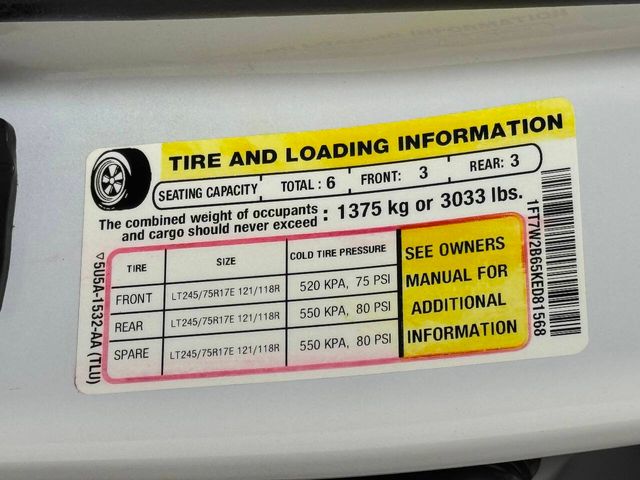 TIRE AND LOADING INFORMATION
SEATING CAPACITY TOTAL : 6 FRONT: 3 REAR: 3
The combined weight of occupants
and cargo should never exceed : 1375 kg or 3033 lbs.
TIRE SIZE COLD TIRE PRESSURE
FRONT LT245/75R17E 121/118R 520 KPA, 75 PSI
REAR LT245/75R17E 121/118R 550 KPA, 80 PSI
SPARE LT245/75R17E 121/118R 550 KPA, 80 PSI
SEE OWNERS
MANUAL FOR
ADDITIONAL
INFORMATION
▽5U5A-1532-AA (TLU)
1FT7W2B65KED81568